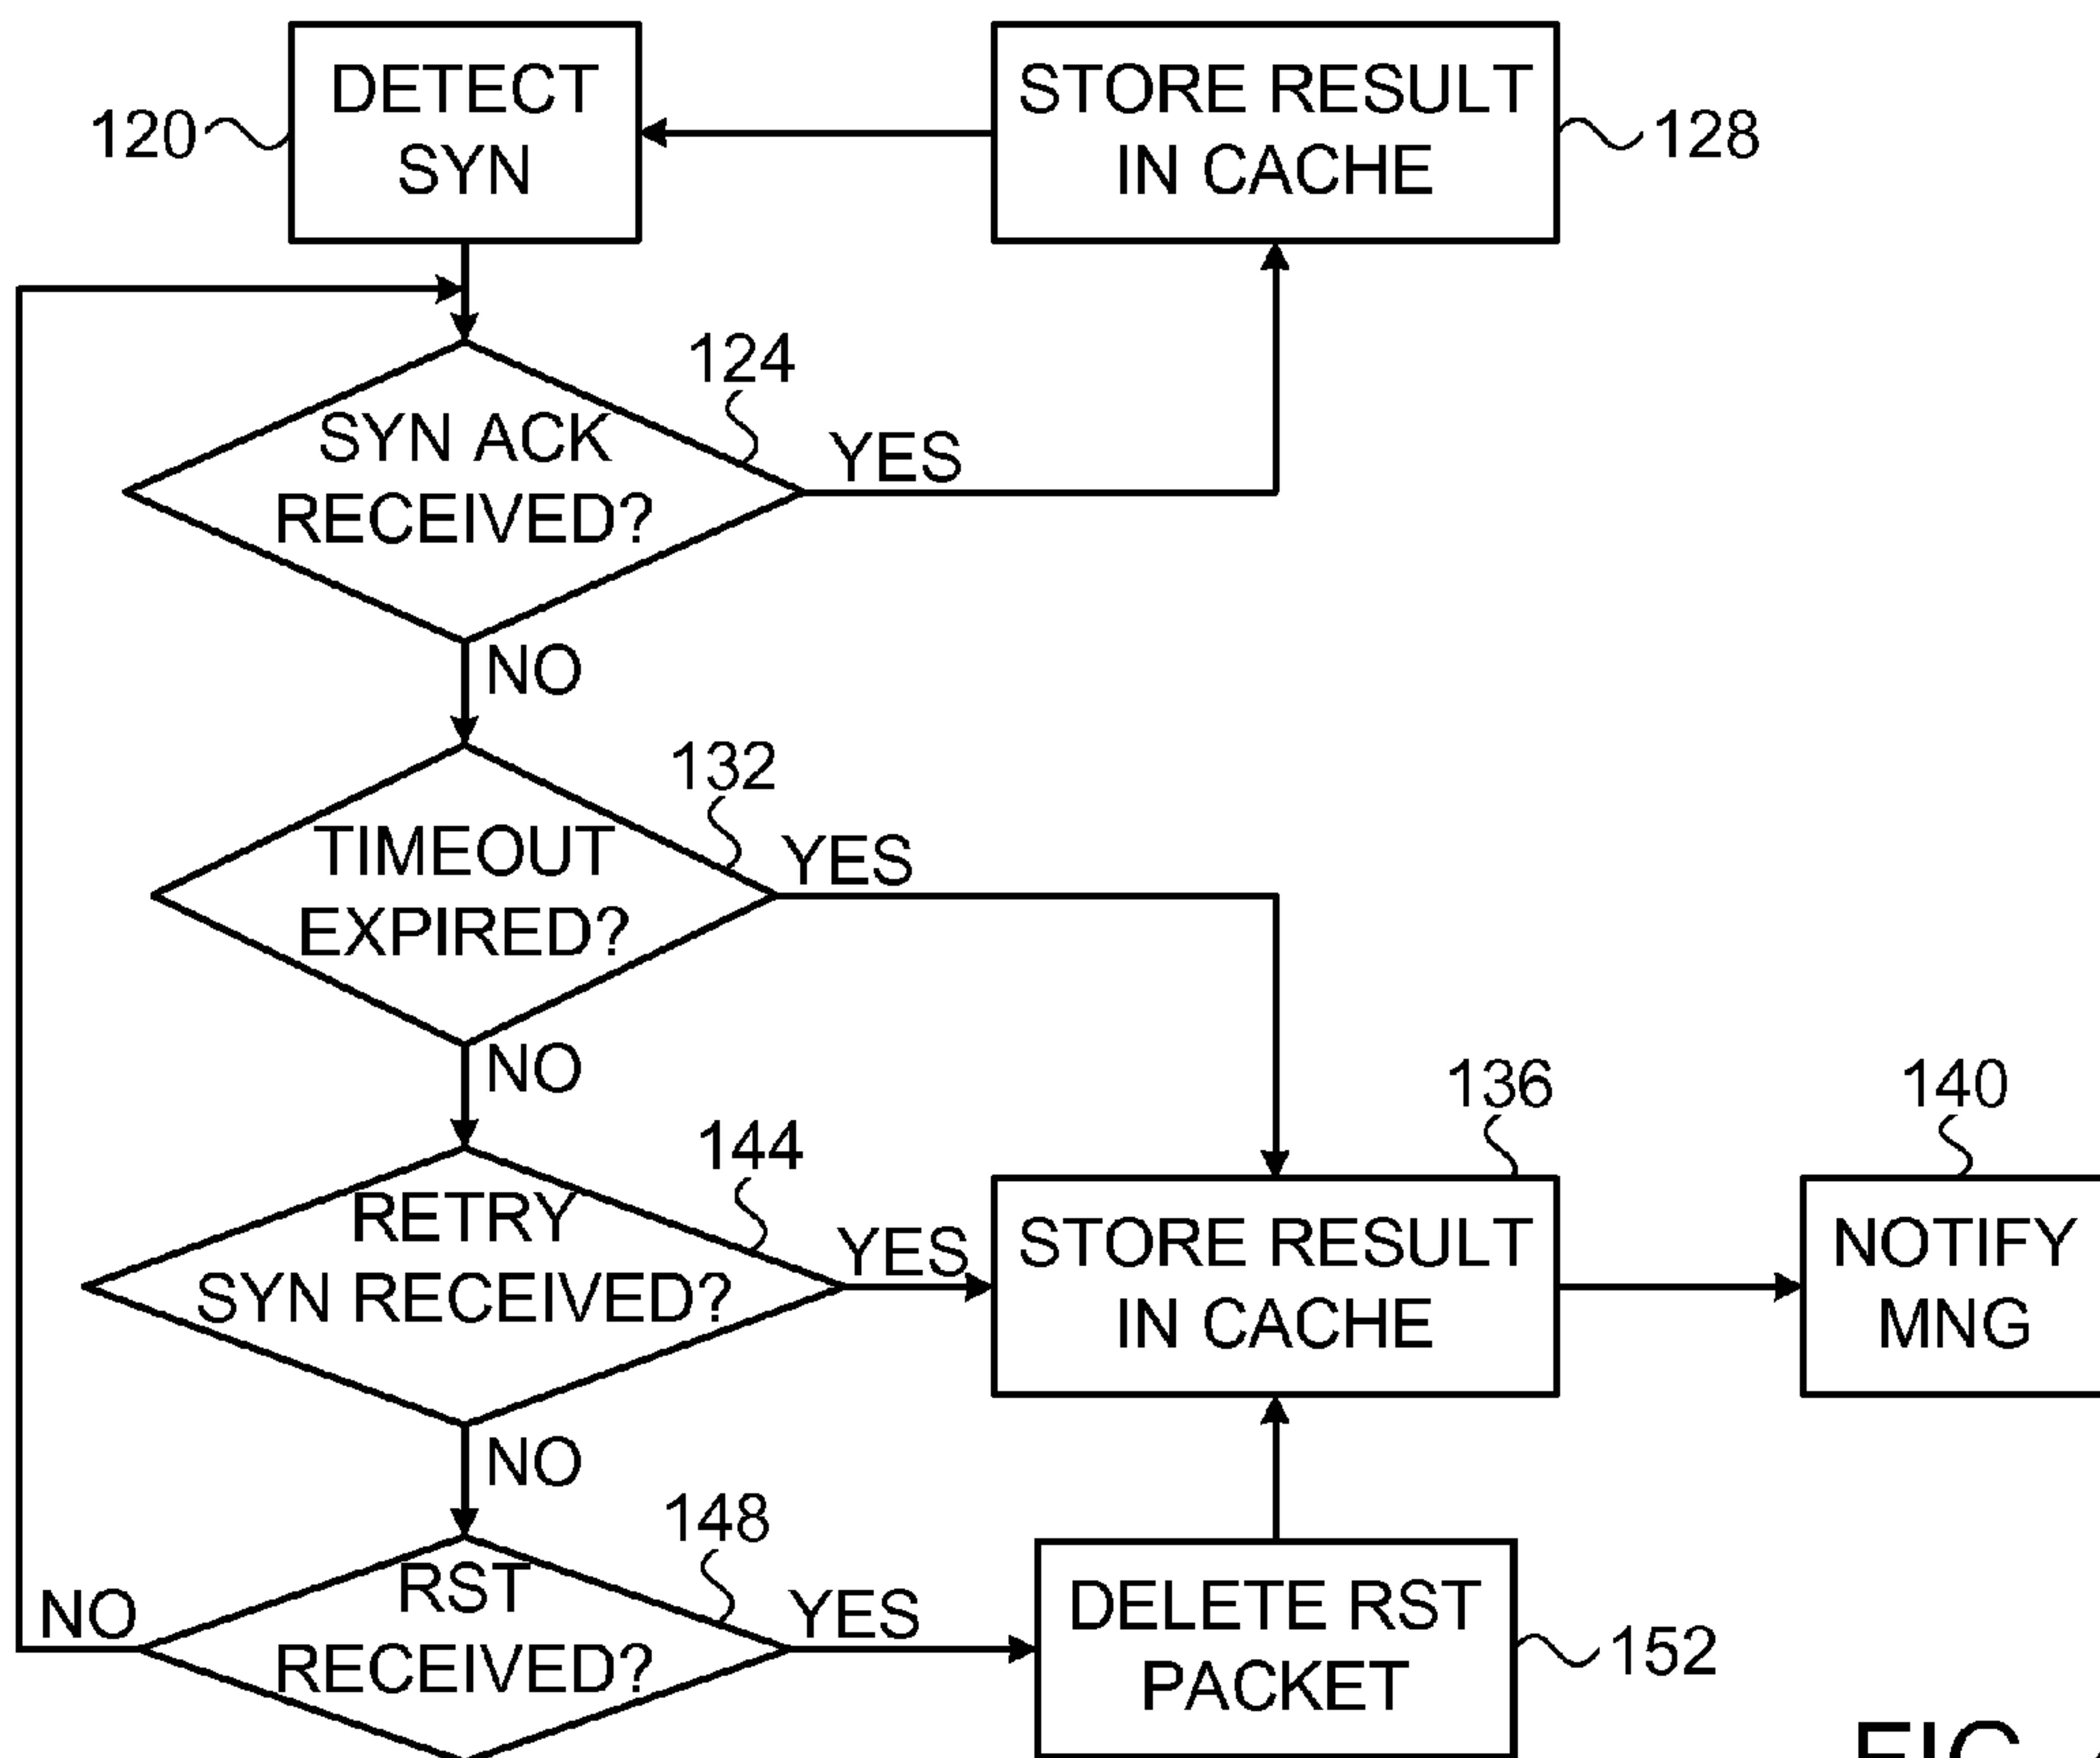 DETECT
SYN
120
STORE RESULT
IN CACHE
128
124
SYN ACK
RECEIVED?
YES
NO
132
TIMEOUT
EXPIRED?
YES
NO
144
RETRY
SYN RECEIVED?
YES
NO
136
STORE RESULT
IN CACHE
140
NOTIFY
MNG
148
RST
RECEIVED?
NO
YES
DELETE RST
PACKET
152
FIG